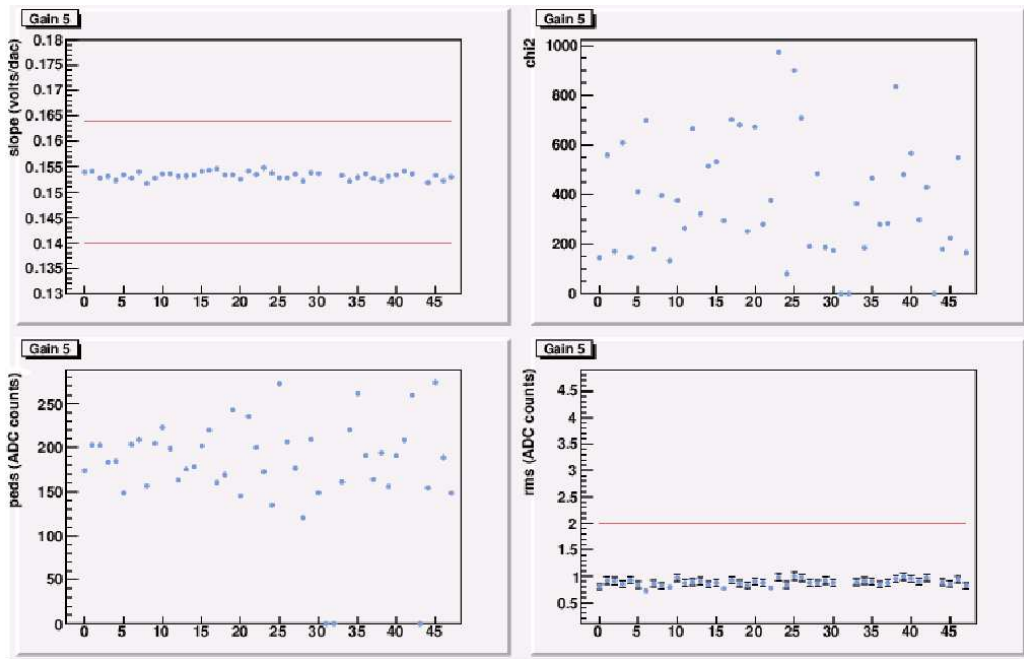 Gain 5
slope (volts/dac)
0.18
0.175
0.17
0.165
0.16
0.155
0.15
0.145
0.14
0.135
0.13
0 5 10 15 20 25 30 35 40 45
Gain 5
chi2
1000
800
600
400
200
0
0 5 10 15 20 25 30 35 40 45
Gain 5
peds (ADC counts)
250
200
150
100
50
0
0 5 10 15 20 25 30 35 40 45
Gain 5
rms (ADC counts)
4.5
4
3.5
3
2.5
2
1.5
1
0.5
0 5 10 15 20 25 30 35 40 45